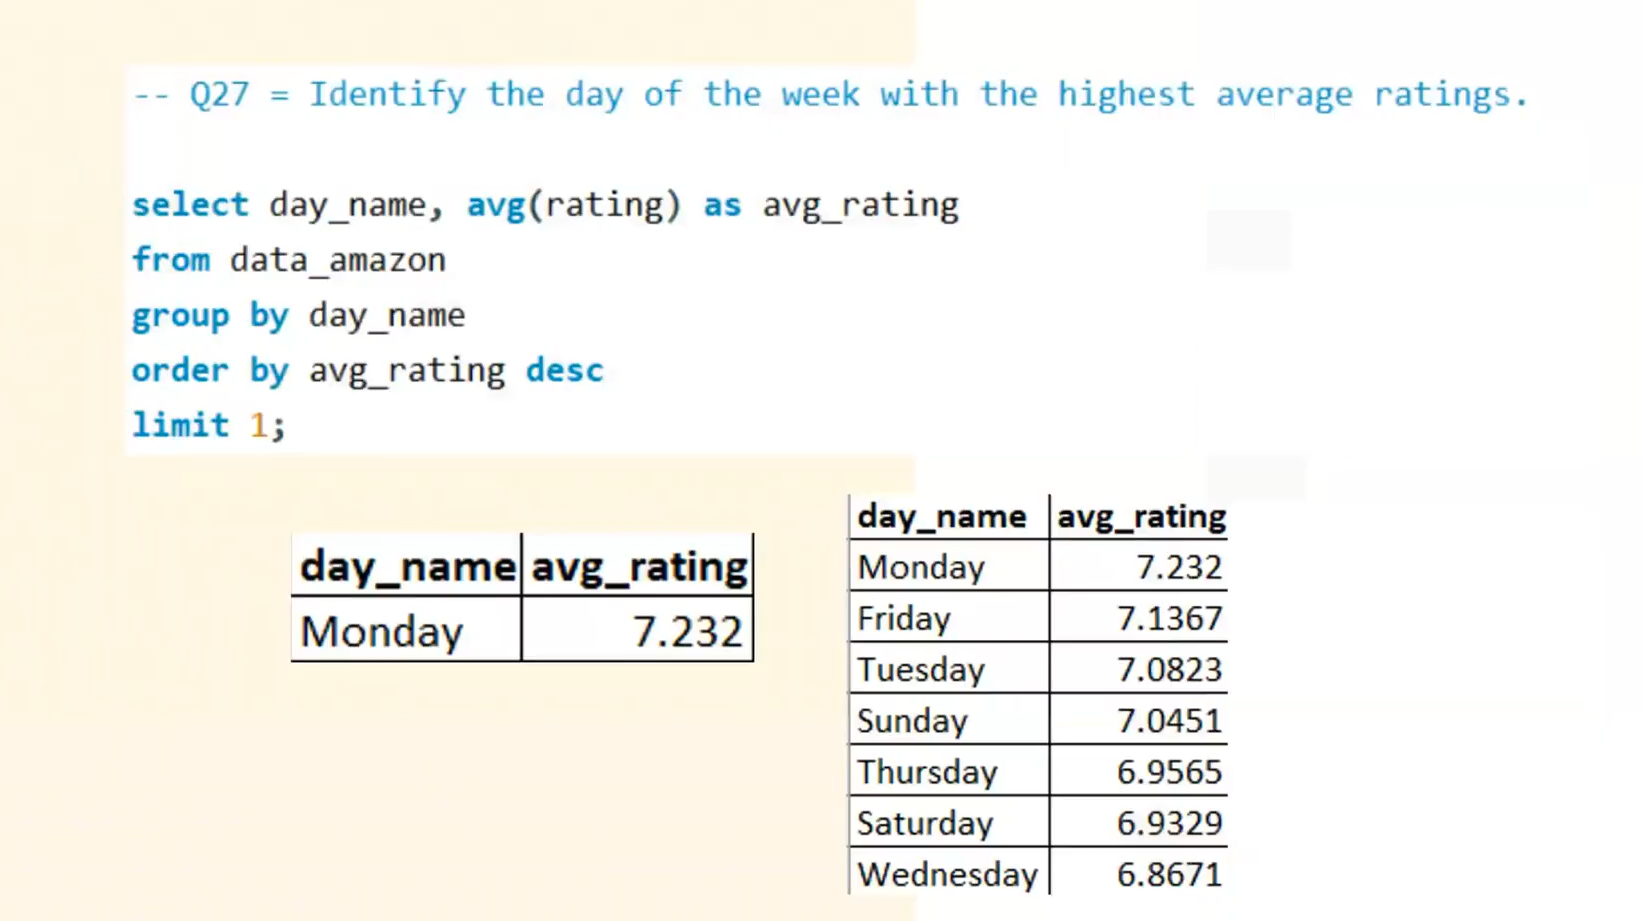 -- Q27 = Identify the day of the week with the highest average ratings.
select day_name, avg(rating) as avg_rating
from data_amazon
group by day_name
order by avg_rating desc
limit 1;
day_name avg_rating
Monday 7.232
day_name avg_rating
Monday 7.232
Friday 7.1367
Tuesday 7.0823
Sunday 7.0451
Thursday 6.9565
Saturday 6.9329
Wednesday 6.8671